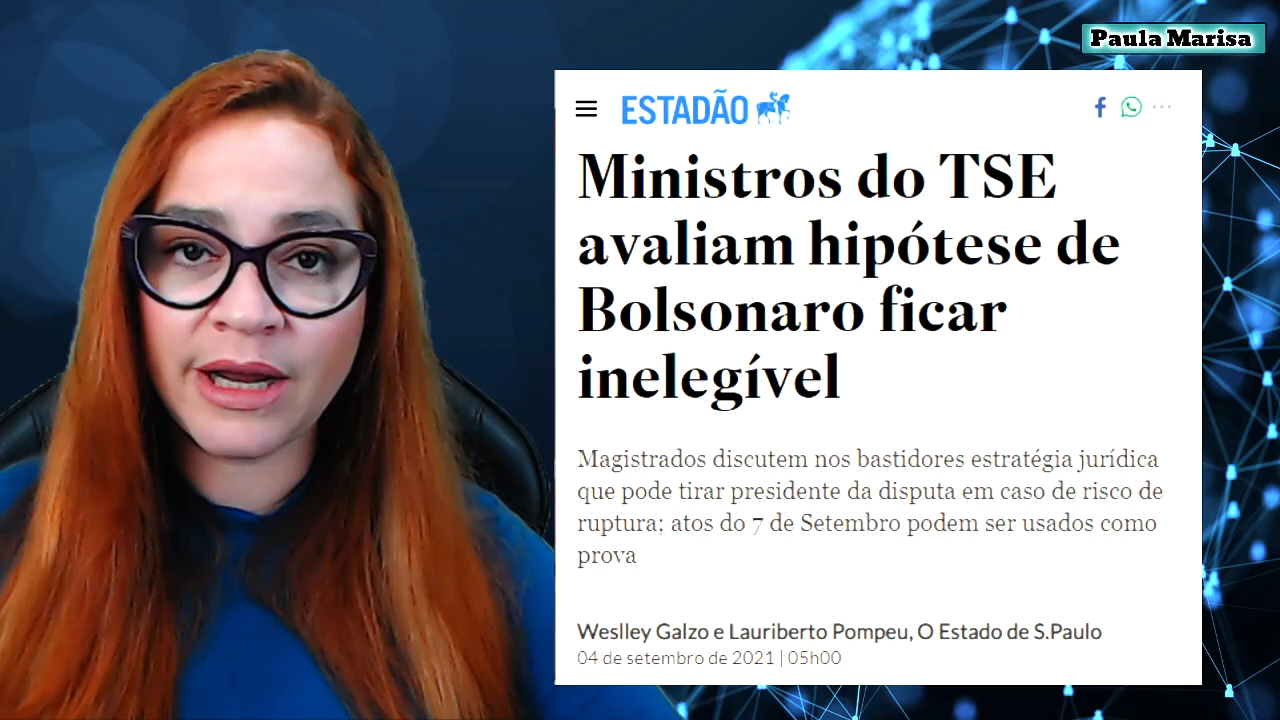 Paula Marisa
ESTADÃO
Ministros do TSE
avaliam hipótese de
Bolsonaro ficar
inelegível
Magistrados discutem nos bastidores estratégia jurídica
que pode tirar presidente da disputa em caso de risco de
ruptura; atos do 7 de Setembro podem ser usados como
prova
Weslley Galzo e Lauriberto Pompeu, O Estado de S.Paulo
04 de setembro de 2021 | 05h00